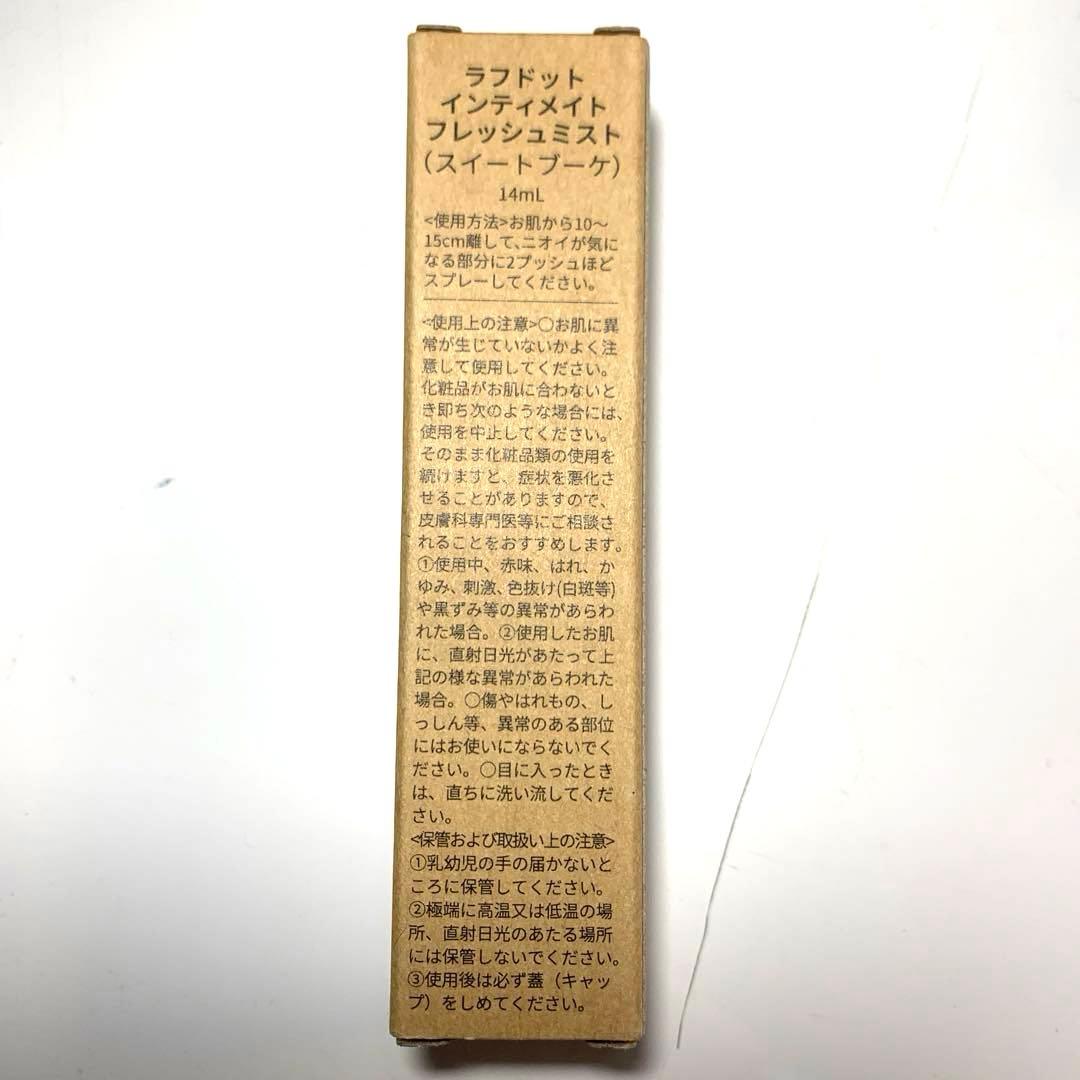 ラフドット
インティメイト
フレッシュミスト
（スイートブーケ）
14mL
<使用方法>お肌から10～
15cm離して、ニオイが気に
なる部分に2プッシュほど
スプレーしてください。
<使用上の注意>○お肌に異
常が生じていないかよく注
意して使用してください。
化粧品がお肌に合わないと
き即ち次のような場合には、
使用を中止してください。
そのまま化粧品類の使用を
続けますと、症状を悪化さ
せることがありますので、
皮膚科専門医等にご相談さ
れることをおすすめします。
①使用中、赤味、はれ、か
ゆみ、刺激、色抜け(白斑等)
や黒ずみ等の異常があらわ
れた場合。②使用したお肌
に、直射日光があたって上
記の様な異常があらわれた
場合。○傷やはれもの、し
っしん等、異常のある部位
にはお使いにならないでく
ださい。○目に入ったとき
は、直ちに洗い流してくだ
さい。
<保管および取扱い上の注意>
①乳幼児の手の届かないと
ころに保管してください。
②極端に高温又は低温の場
所、直射日光のあたる場所
には保管しないでください。
③使用後は必ず蓋（キャッ
プ）をしめてください。